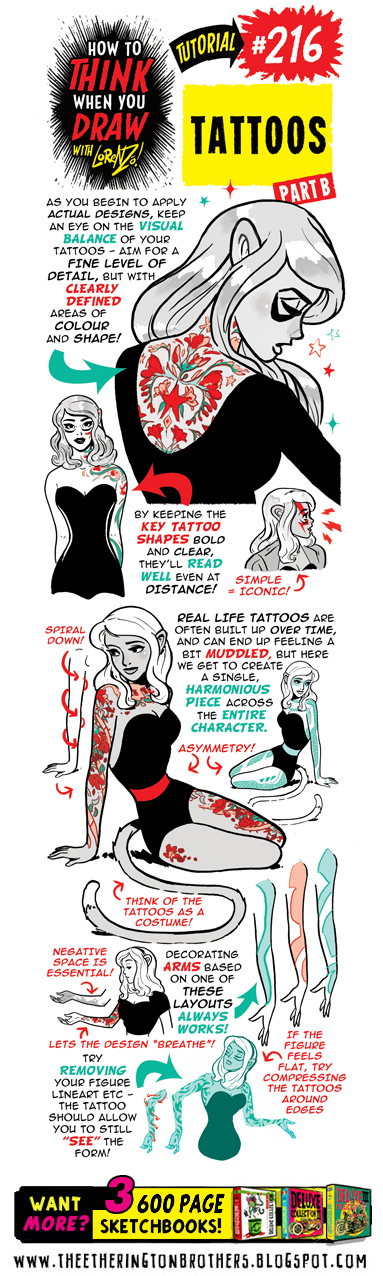 HOW TO
THINK
WHEN YOU
DRAW
WITH LORENZO!
TUTORIAL
#216
TATTOOS
PART B
AS YOU BEGIN TO APPLY
ACTUAL DESIGNS, KEEP
AN EYE ON THE VISUAL
BALANCE OF YOUR
TATTOOS - AIM FOR A
FINE LEVEL OF
DETAIL, BUT WITH
CLEARLY
DEFINED
AREAS OF
COLOUR
AND SHAPE!
BY KEEPING THE
KEY TATTOO
SHAPES BOLD
AND CLEAR,
THEY'LL READ
WELL EVEN AT
DISTANCE!
SIMPLE
= ICONIC!
REAL LIFE TATTOOS ARE
OFTEN BUILT UP OVER TIME,
AND CAN END UP FEELING A
BIT MUDDLED, BUT HERE
WE GET TO CREATE
A SINGLE,
HARMONIOUS
PIECE ACROSS
THE ENTIRE
CHARACTER.
SPIRAL
DOWN!
ASYMMETRY!
THINK OF THE
TATTOOS AS A
COSTUME!
NEGATIVE
SPACE IS
ESSENTIAL!
DECORATING
ARMS BASED
ON ONE OF
THESE
LAYOUTS
ALWAYS
WORKS!
LETS THE DESIGN "BREATHE"!
IF THE
FIGURE
FEELS
FLAT, TRY
COMPRESSING
THE TATTOOS
AROUND
EDGES
TRY
REMOVING
YOUR FIGURE
LINEART ETC -
THE TATTOO
SHOULD ALLOW
YOU TO STILL
"SEE" THE
FORM!
WANT
MORE?
3 600 PAGE
SKETCHBOOKS!
DELUXE
COLLECTION
WWW.THEETHERINGTONBROTHERS.BLOGSPOT.COM